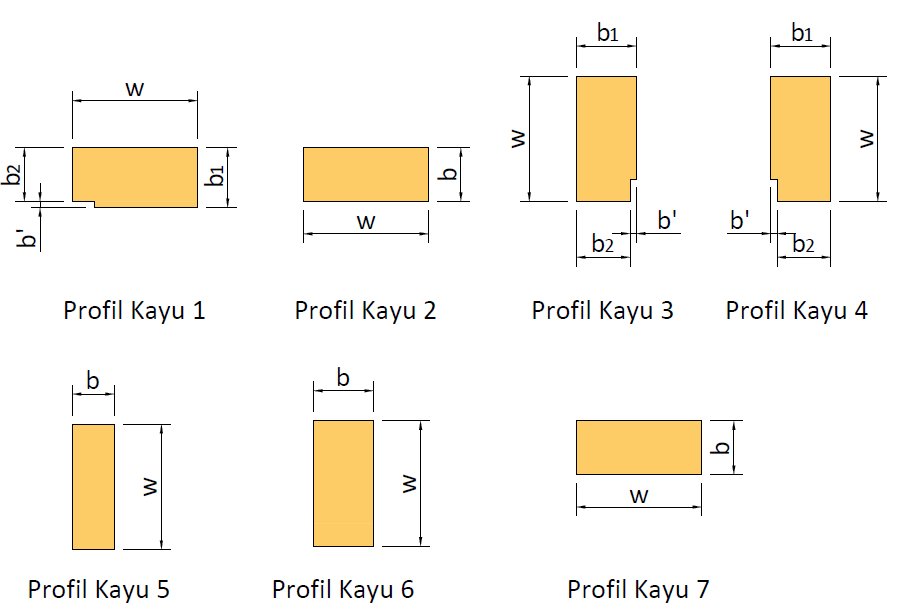 w
b2
b1
b'
Profil Kayu 1
b
w
Profil Kayu 2
b1
w
b'
b2
Profil Kayu 3
b1
w
b'
b2
Profil Kayu 4
b
w
Profil Kayu 5
b
w
Profil Kayu 6
b
w
Profil Kayu 7